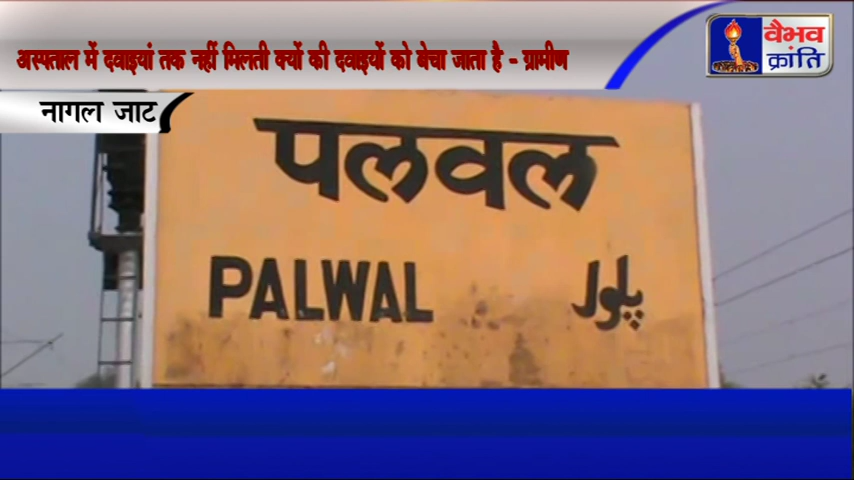 अस्पताल में दवाइयां तक नहीं मिलती क्यों की दवाइयों को बेचा जाता है - ग्रामीण
वैभव
क्रांति
नागल जाट
पलवल
PALWAL
پلول